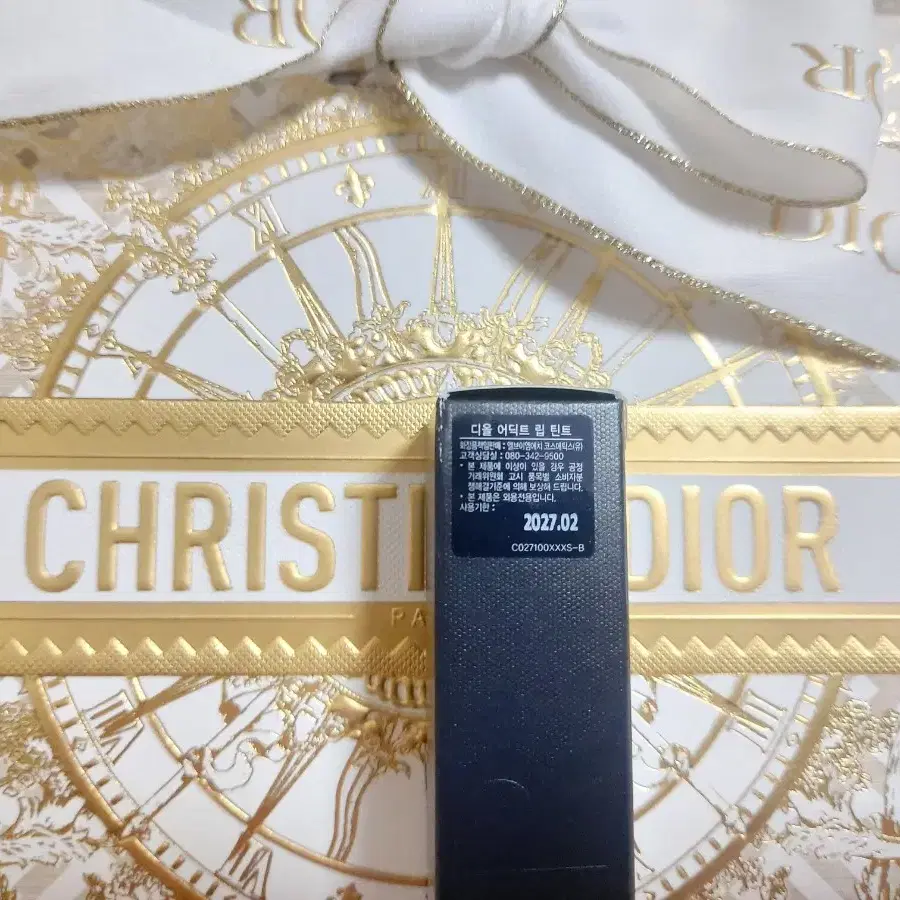 DIOR
CHRISTI
DIOR
PA
디올 어딕트 립 틴트
화장품책임판매 : 엘브이엠에치 코스메틱스(유)
고객상담실 : 080-342-9500
* 본 제품에 이상이 있을 경우 공정
거래위원회 고시 품목별 소비자분
쟁해결기준에 의해 보상해 드립니다.
* 본 제품은 외용전용입니다.
사용기한 :
2027.02
C027100XXXS-B